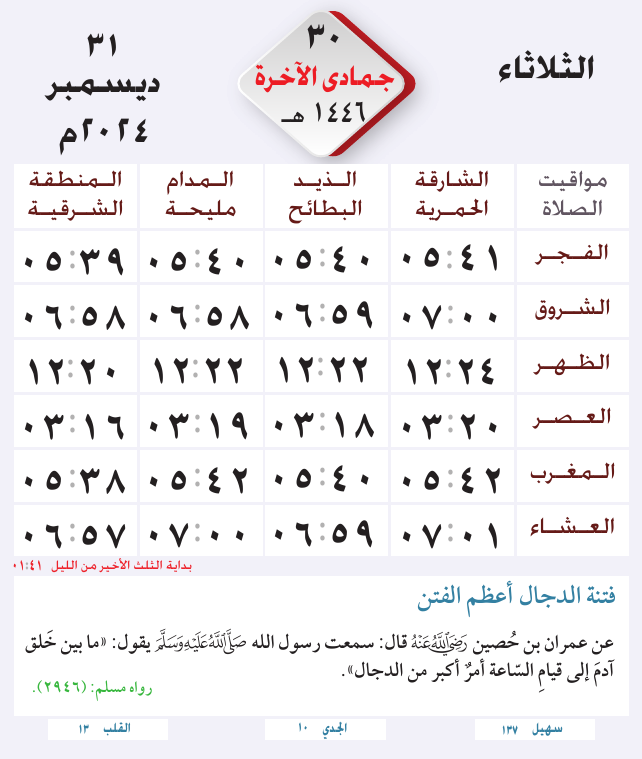 الثلاثاء
٣٠
جمادى الآخرة
١٤٤٦ هـ
٣١
ديسمبر
٢٠٢٤م
مواقيت الصلاة	الشارقة الحمرية	الذيد البطائح	المدام مليحة	المنطقة الشرقية
الفجر	٠٥:٤١	٠٥:٤٠	٠٥:٤٠	٠٥:٣٩
الشروق	٠٧:٠٠	٠٦:٥٩	٠٦:٥٨	٠٦:٥٨
الظهر	١٢:٢٤	١٢:٢٢	١٢:٢٢	١٢:٢٠
العصر	٠٣:٢٠	٠٣:١٨	٠٣:١٩	٠٣:١٦
المغرب	٠٥:٤٢	٠٥:٤٠	٠٥:٤٢	٠٥:٣٨
العشاء	٠٧:٠١	٠٦:٥٩	٠٧:٠٠	٠٦:٥٧
بداية الثلث الأخير من الليل ٠١:٤١
فتنة الدجال أعظم الفتن
عن عمران بن حُصين رَضِيَ اللَّهُ عَنْهُ قال: سمعت رسول الله صَلَّى اللَّهُ عَلَيْهِ وَسَلَّمَ يقول: «ما بين خَلق
آدمَ إلى قيامِ السّاعة أمرٌ أكبر من الدجال».
رواه مسلم: (٢٩٤٦).
سهيل ١٣٧	الجدي ١٠	القلب ١٣